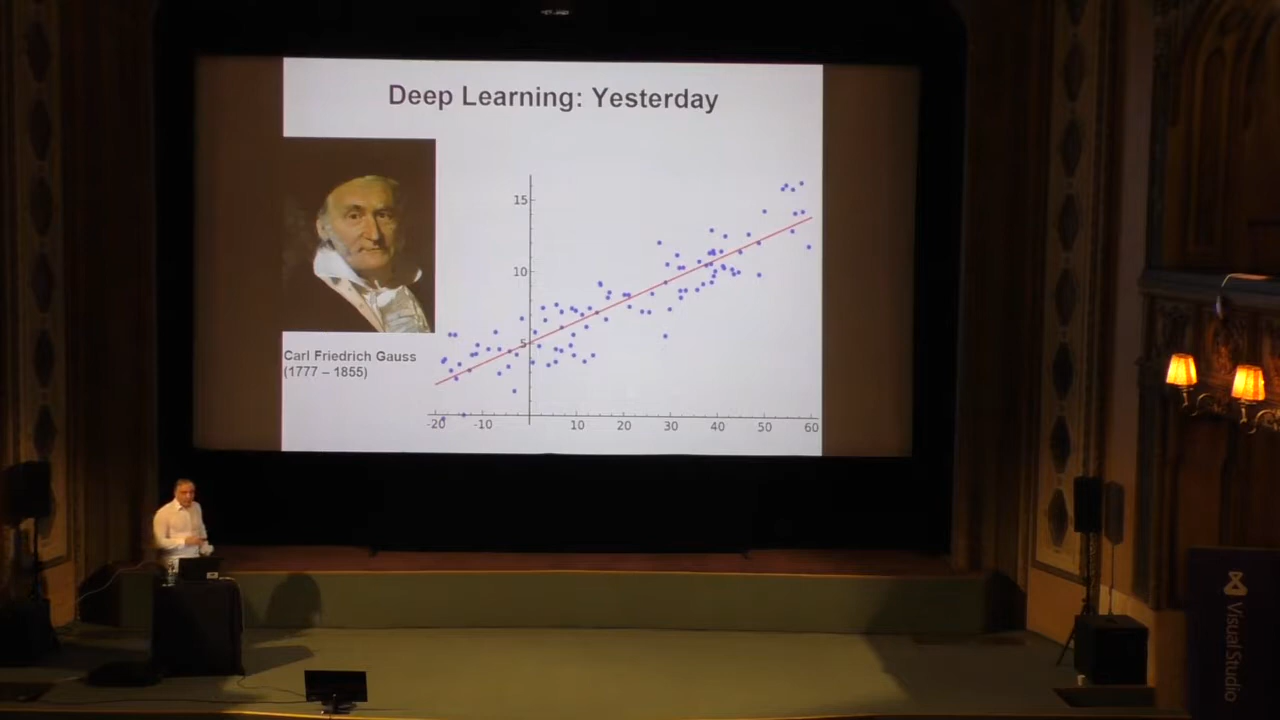 Deep Learning: Yesterday
Carl Friedrich Gauss
(1777 – 1855)
15
10
5
-20 -10 10 20 30 40 50 60
Visual Studio